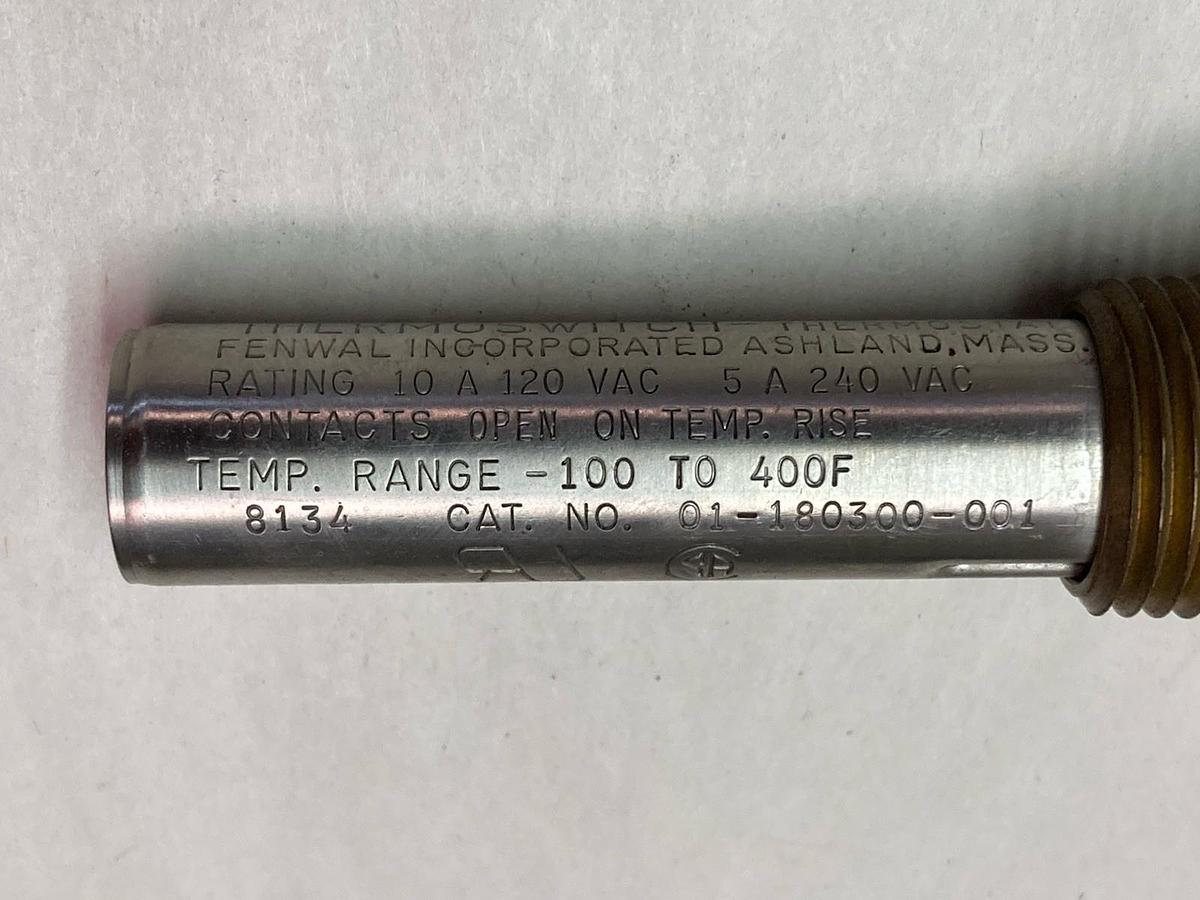 THERMOSWITCH - THERMOSTAT
FENWAL INCORPORATED ASHLAND, MASS.
RATING 10 A 120 VAC 5 A 240 VAC
CONTACTS OPEN ON TEMP. RISE
TEMP. RANGE -100 TO 400F
8134 CAT. NO. 01-180300-001